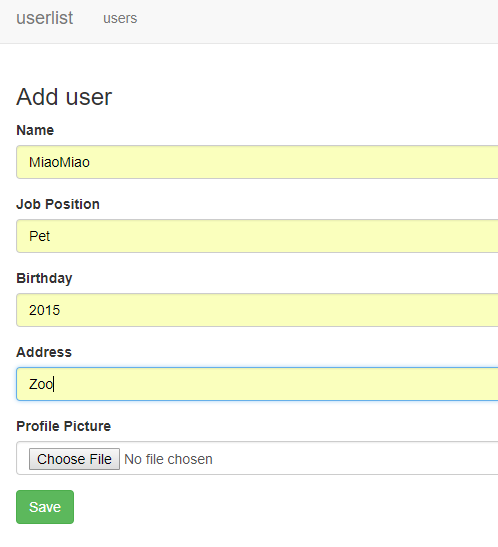 userlist users
Add user
Name
MiaoMiao
Job Position
Pet
Birthday
2015
Address
Zoo
Profile Picture
Choose File No file chosen
Save